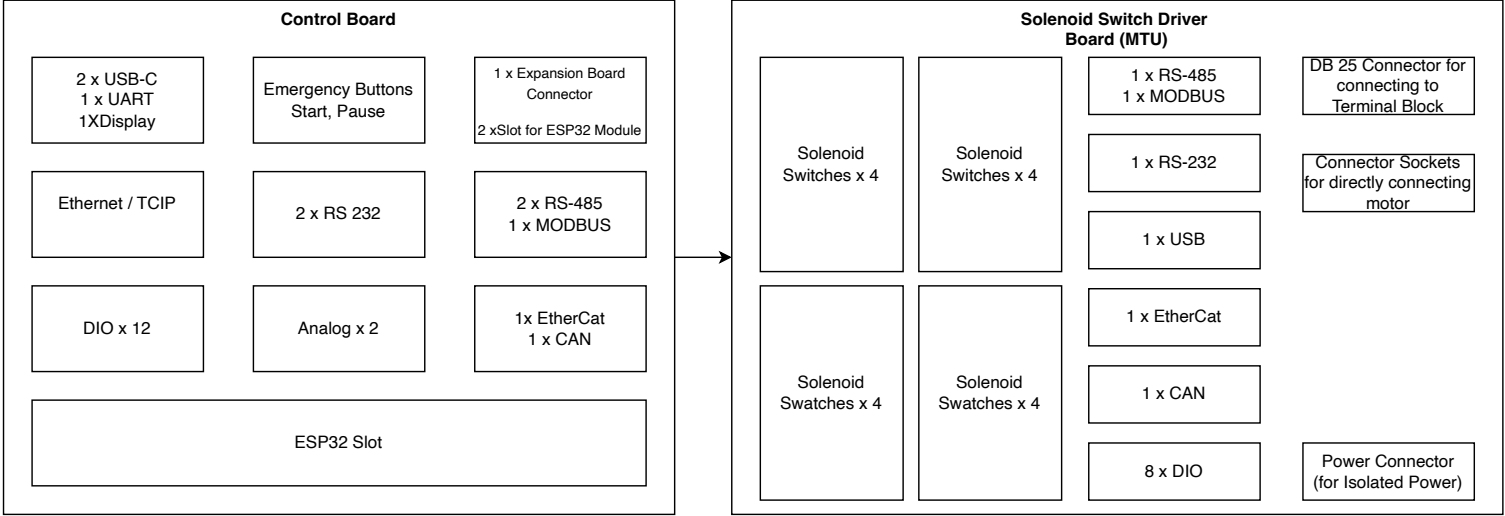 Control Board
2 x USB-C
1 x UART
1XDisplay
Emergency Buttons
Start, Pause
1 x Expansion Board
Connector
2 xSlot for ESP32 Module
Ethernet / TCIP
2 x RS 232
2 x RS-485
1 x MODBUS
DIO x 12
Analog x 2
1x EtherCat
1 x CAN
ESP32 Slot
Solenoid Switch Driver
Board (MTU)
Solenoid
Switches x 4
Solenoid
Switches x 4
Solenoid
Swatches x 4
Solenoid
Swatches x 4
1 x RS-485
1 x MODBUS
1 x RS-232
1 x USB
1 x EtherCat
1 x CAN
8 x DIO
DB 25 Connector for
connecting to
Terminal Block
Connector Sockets
for directly connecting
motor
Power Connector
(for Isolated Power)